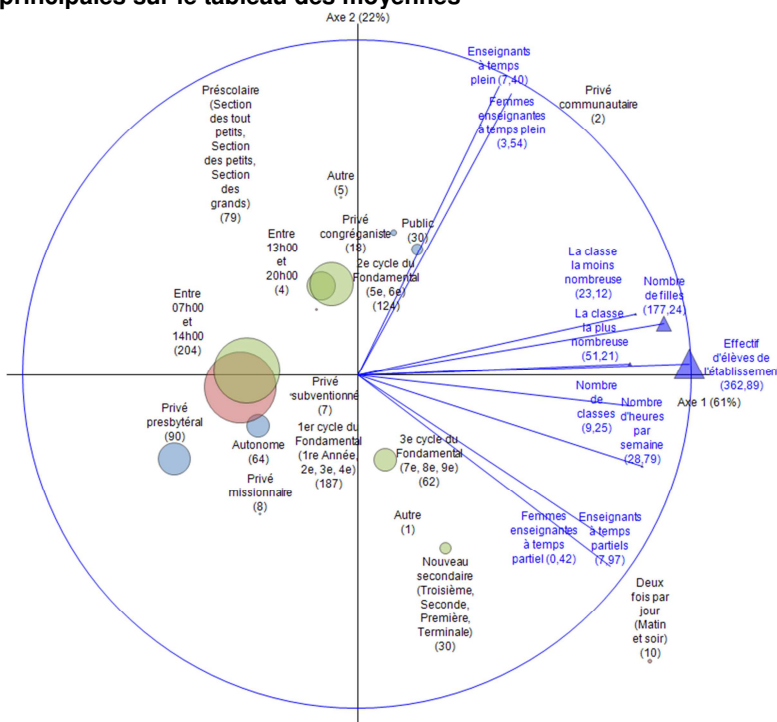 principales sur le tableau des moyennes
Axe 2 (22%)
Enseignants
à temps
plein (7,40)
Femmes
enseignantes
à temps plein
(3,54)
Privé
communautaire
(2)
Préscolaire
(Section
des tout
petits,
Section
des petits,
Section
des
grands)
(79)
Autre
(5)
Privé
congréganiste
(18)
Public
(30)
Entre
13h00
et
20h00
(4)
2e cycle du
Fondamental
(5e, 6e)
(124)
La classe
la moins
nombreuse
(23,12)
Nombre
de filles
(177,24)
La classe
la plus
nombreuse
(51,21)
Effectif
d'élèves de
l'établissemen
(362,89)
Axe 1 (61%)
Entre
07h00
et
14h00
(204)
Privé
subventionné
(7)
Privé
presbytéral
(90)
Autonome
(64)
Privé
missionnaire
(8)
1er cycle du
Fondamental
(1re Année,
2e, 3e, 4e)
(187)
3e cycle du
Fondamental
(7e, 8e, 9e)
(62)
Nombre
de
classes
(9,25)
Nombre
d'heures
par
semaine
(28,79)
Autre
(1)
Femmes
enseignantes
à temps
partiel (0,42)
Enseignants
à temps
partiels
(7,97)
Nouveau
secondaire
(Troisième,
Seconde,
Première,
Terminale)
(30)
Deux
fois par
jour
(Matin
et soir)
(10)